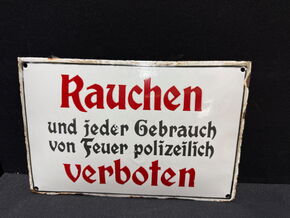 Rauchen
und jeder Gebrauch
von Feuer polizeilich
verboten